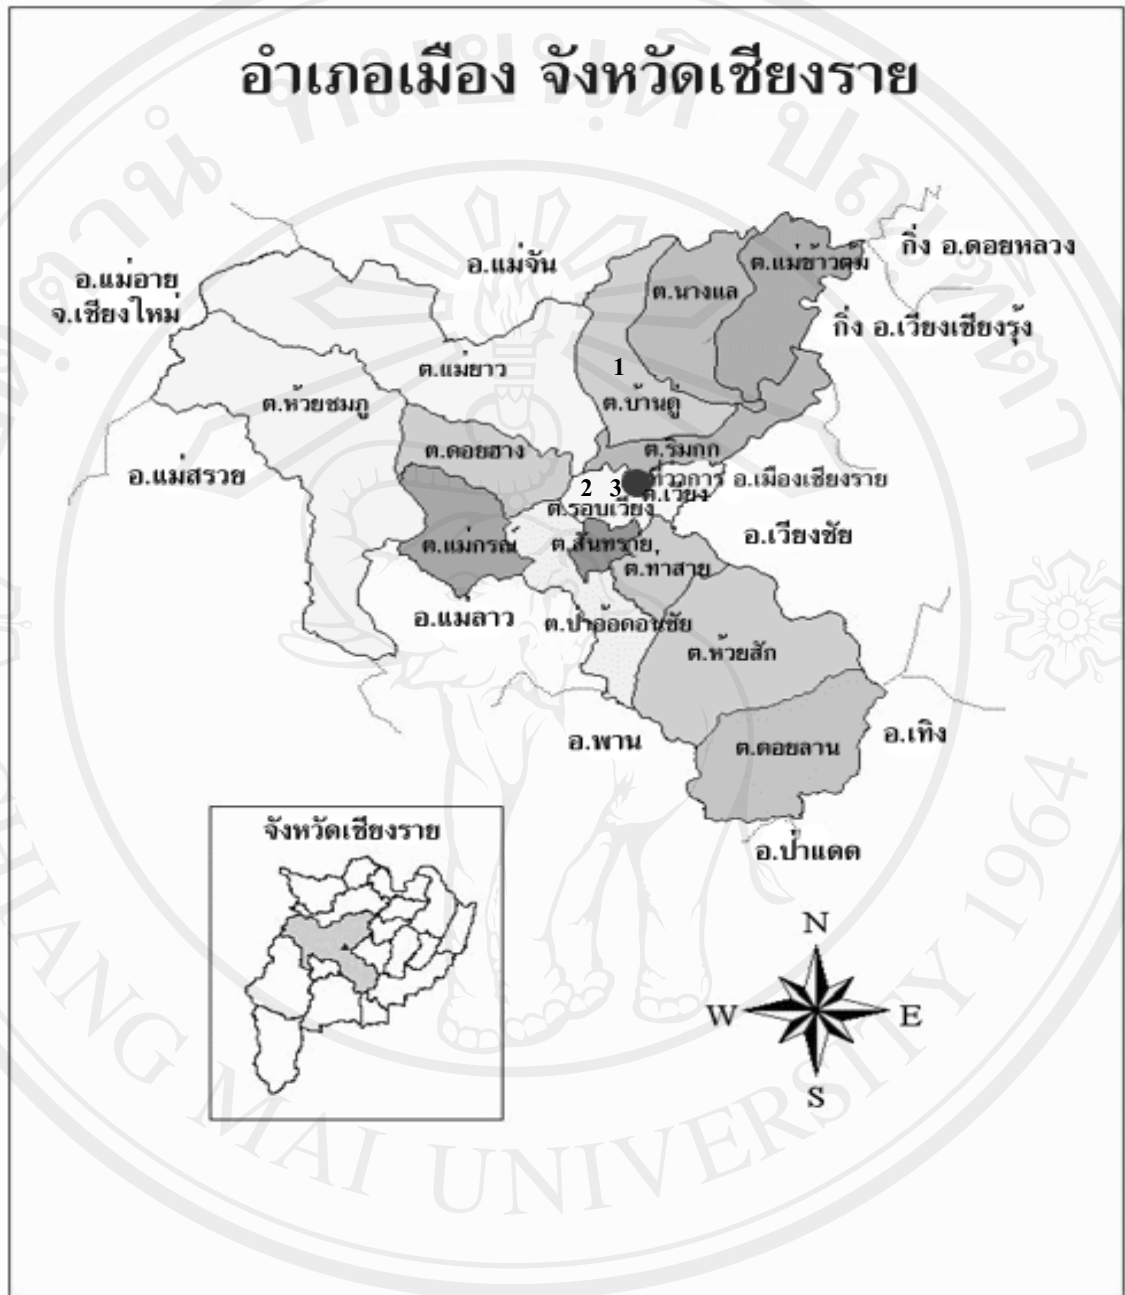 อำเภอเมือง จังหวัดเชียงราย
กิ่ง อ.ดอยหลวง
ต.แม่ข้าวต้ม
อ.แม่จัน
อ.แม่อาย
จ.เชียงใหม่
ต.นางแล
กิ่ง อ.เวียงเชียงรุ้ง
1
ต.แม่ยาว
ต.ห้วยชมภู
ต.บ้านดู่
ต.ดอยฮาง
ต.ริมกก
อ.แม่สรวย
ที่ว่าการ อ.เมืองเชียงราย
2 3
ต.เวียง
ต.รอบเวียง
อ.เวียงชัย
ต.แม่กรณ์
ต.สันทราย
ต.ท่าสาย
อ.แม่ลาว
ต.ป่าอ้อดอนชัย
ต.ห้วยสัก
อ.พาน
อ.เทิง
ต.ดอยลาน
จังหวัดเชียงราย
อ.ป่าแดด
N
W E
S
CHIANG MAI UNIVERSITY 1964